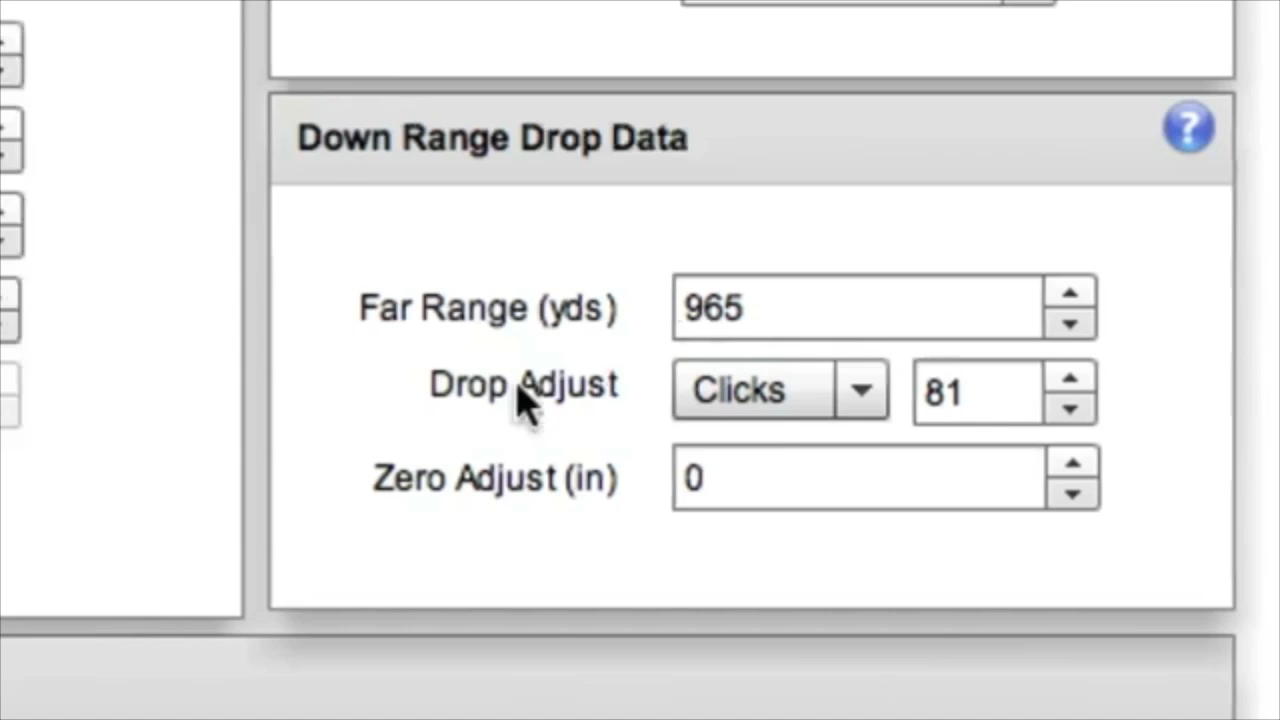 Down Range Drop Data
?
Far Range (yds) 965
Drop Adjust Clicks 81
Zero Adjust (in) 0